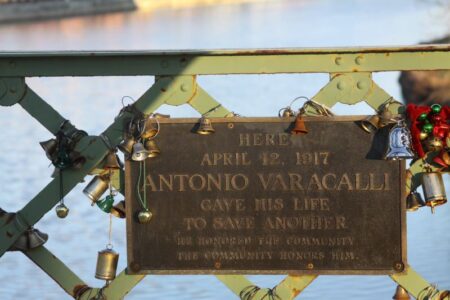 HERE
APRIL 12, 1917
ANTONIO VARACALLI
GAVE HIS LIFE
TO SAVE ANOTHER
HE HONORED THE COMMUNITY
THE COMMUNITY HONORS HIM.